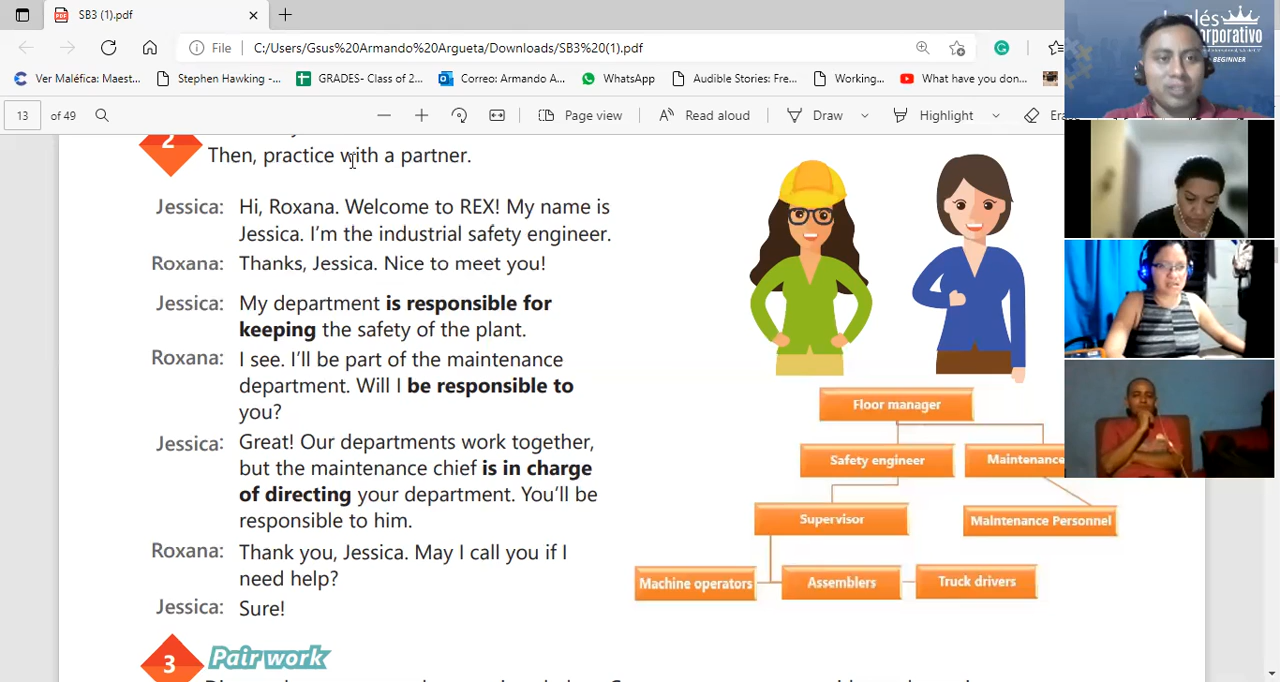 SB3 (1).pdf
File
C:/Users/Gsus%20Armando%20Argueta/Downloads/SB3%20(1).pdf
Ver Maléfica: Maest...
Stephen Hawking -...
GRADES- Class of 2...
Correo: Armando A...
WhatsApp
Audible Stories: Fre...
Working...
What have you don...
13 of 49
Page view
Read aloud
Draw
Highlight
Inglés
orporativo
BEGINNER
2
Then, practice with a partner.
Jessica: Hi, Roxana. Welcome to REX! My name is
Jessica. I'm the industrial safety engineer.
Roxana: Thanks, Jessica. Nice to meet you!
Jessica: My department is responsible for
keeping the safety of the plant.
Roxana: I see. I'll be part of the maintenance
department. Will I be responsible to
you?
Jessica: Great! Our departments work together,
but the maintenance chief is in charge
of directing your department. You'll be
responsible to him.
Roxana: Thank you, Jessica. May I call you if I
need help?
Jessica: Sure!
Floor manager
Safety engineer
Maintenance
Supervisor
Maintenance Personnel
Machine operators
Assemblers
Truck drivers
3
Pair work